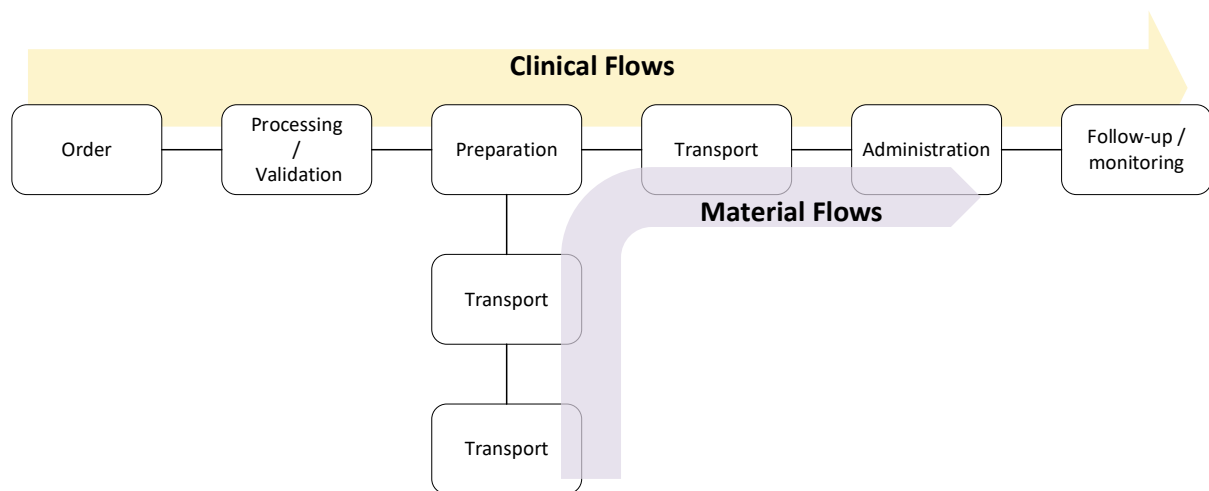 Clinical Flows
Order
Processing
/
Validation
Preparation
Transport
Administration
Follow-up /
monitoring
Material Flows
Transport
Transport